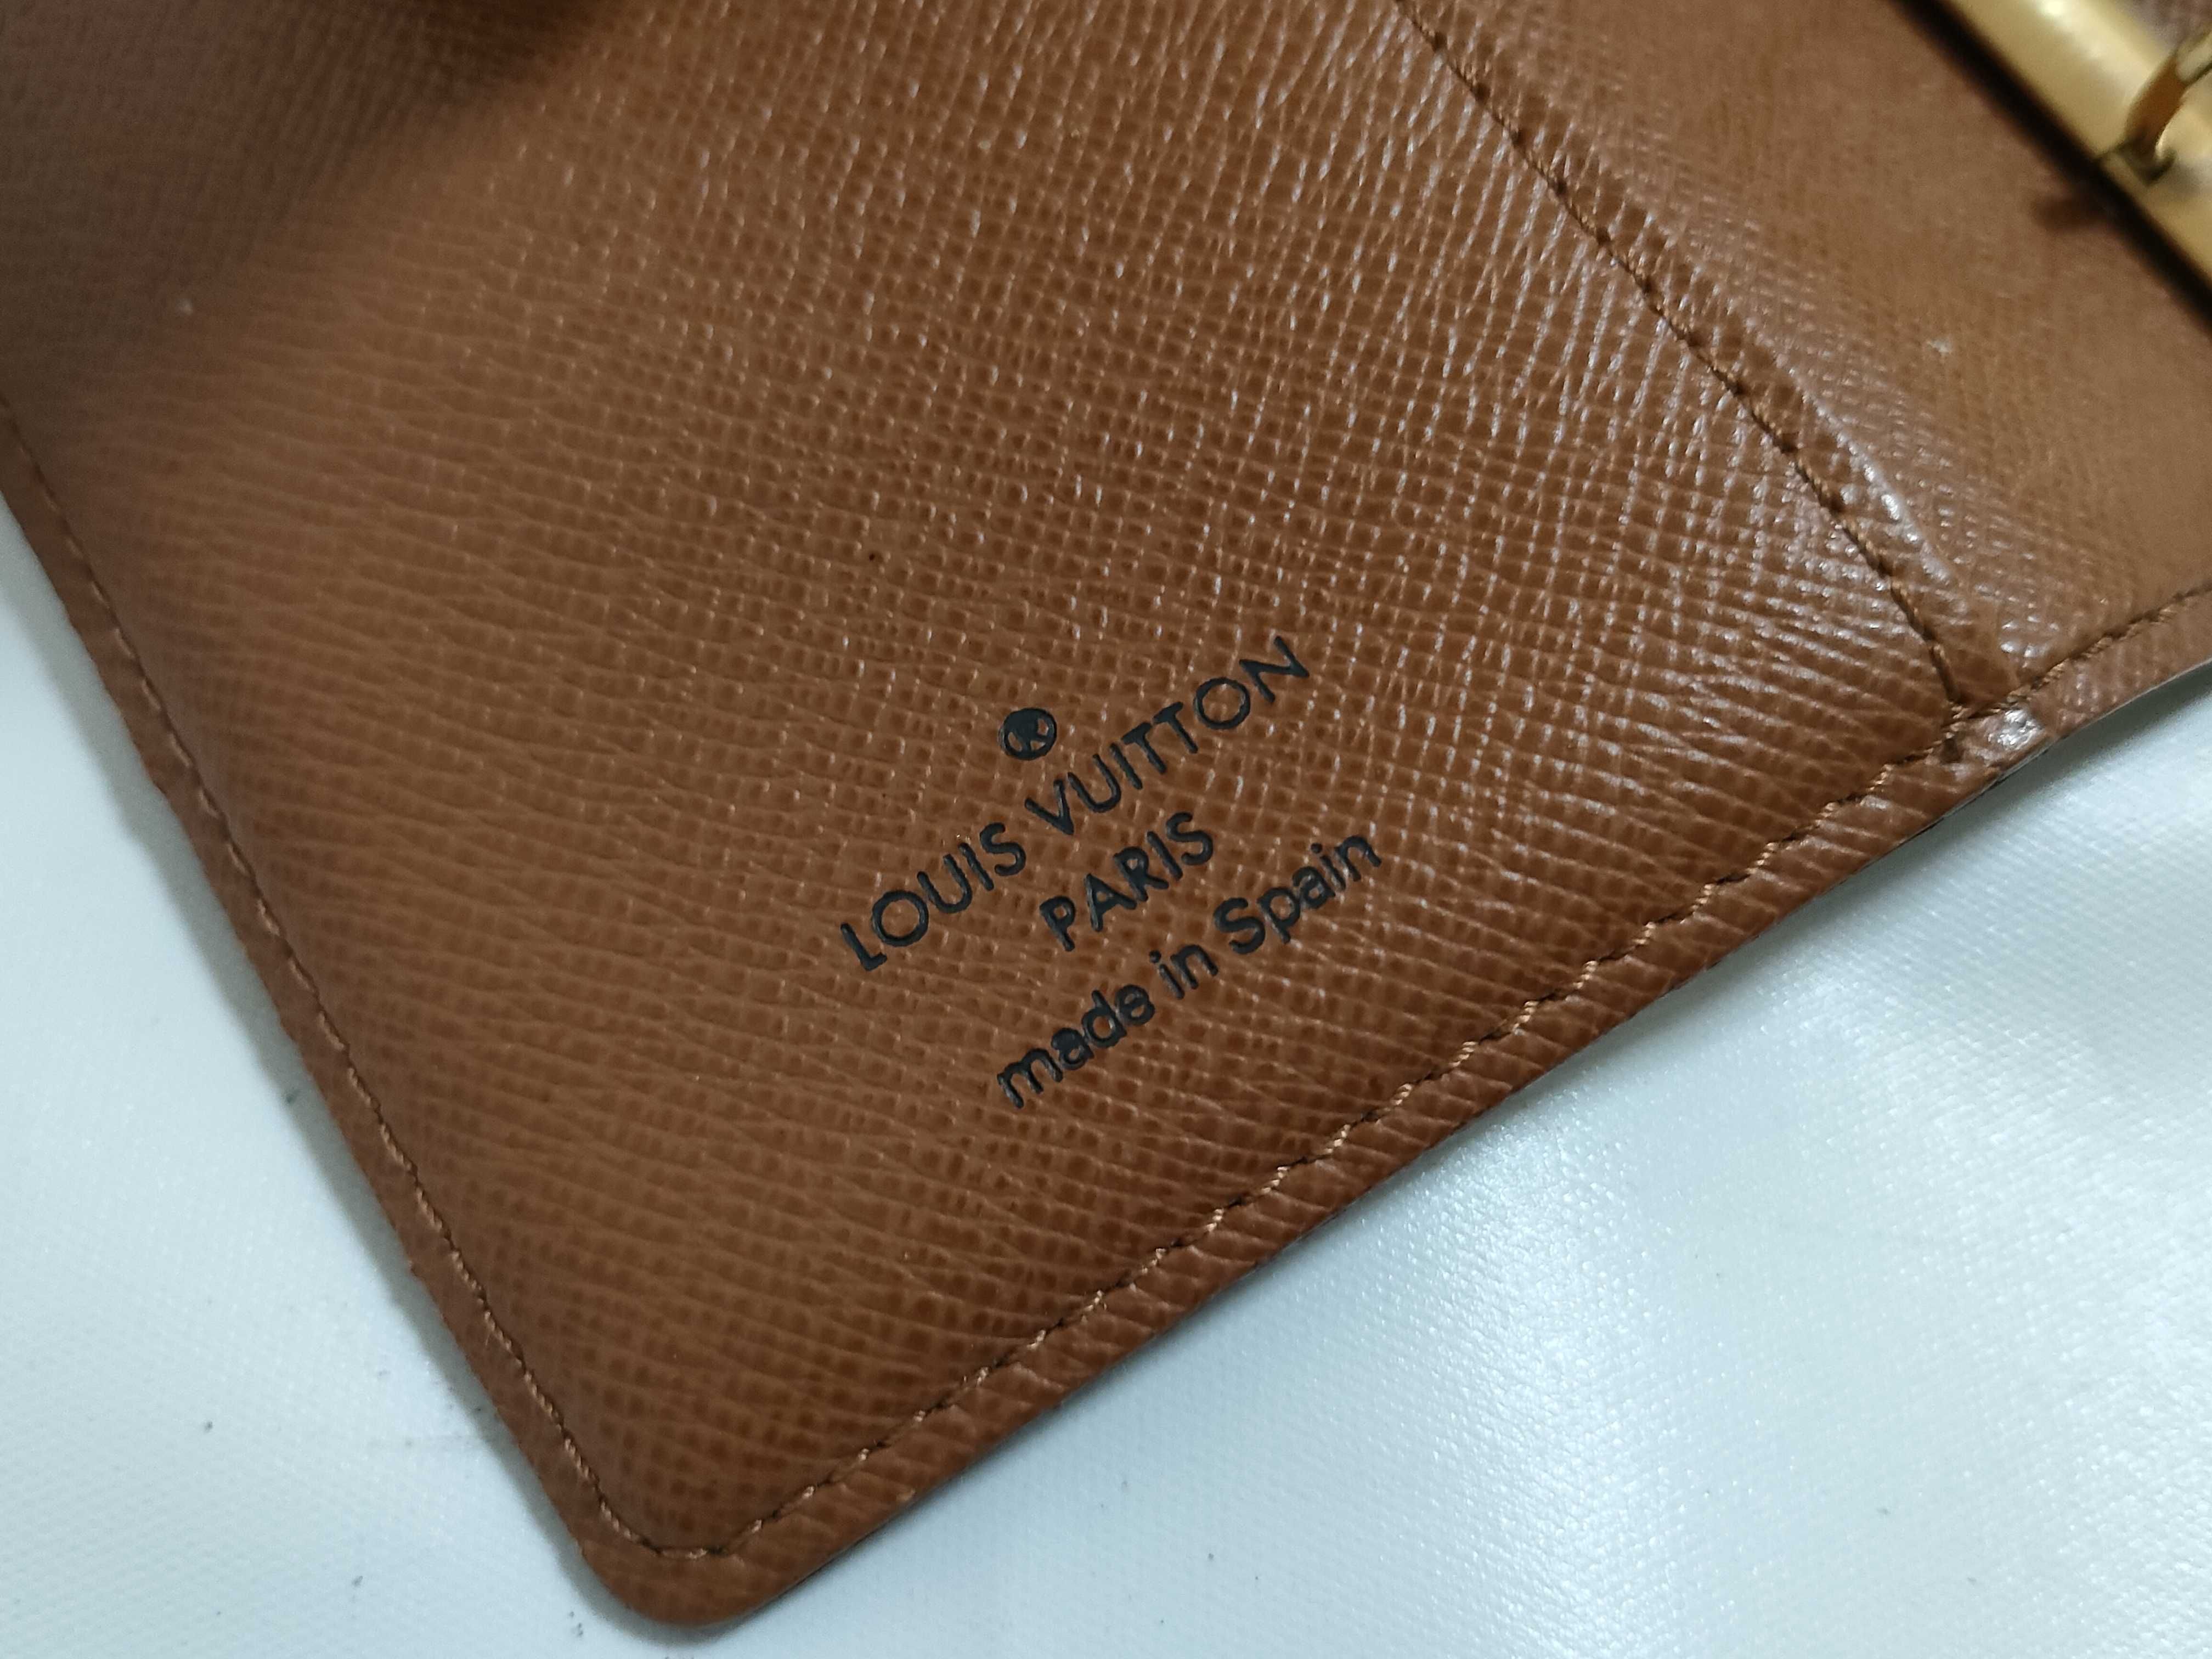 ®
LOUIS VUITTON
PARIS
made in Spain